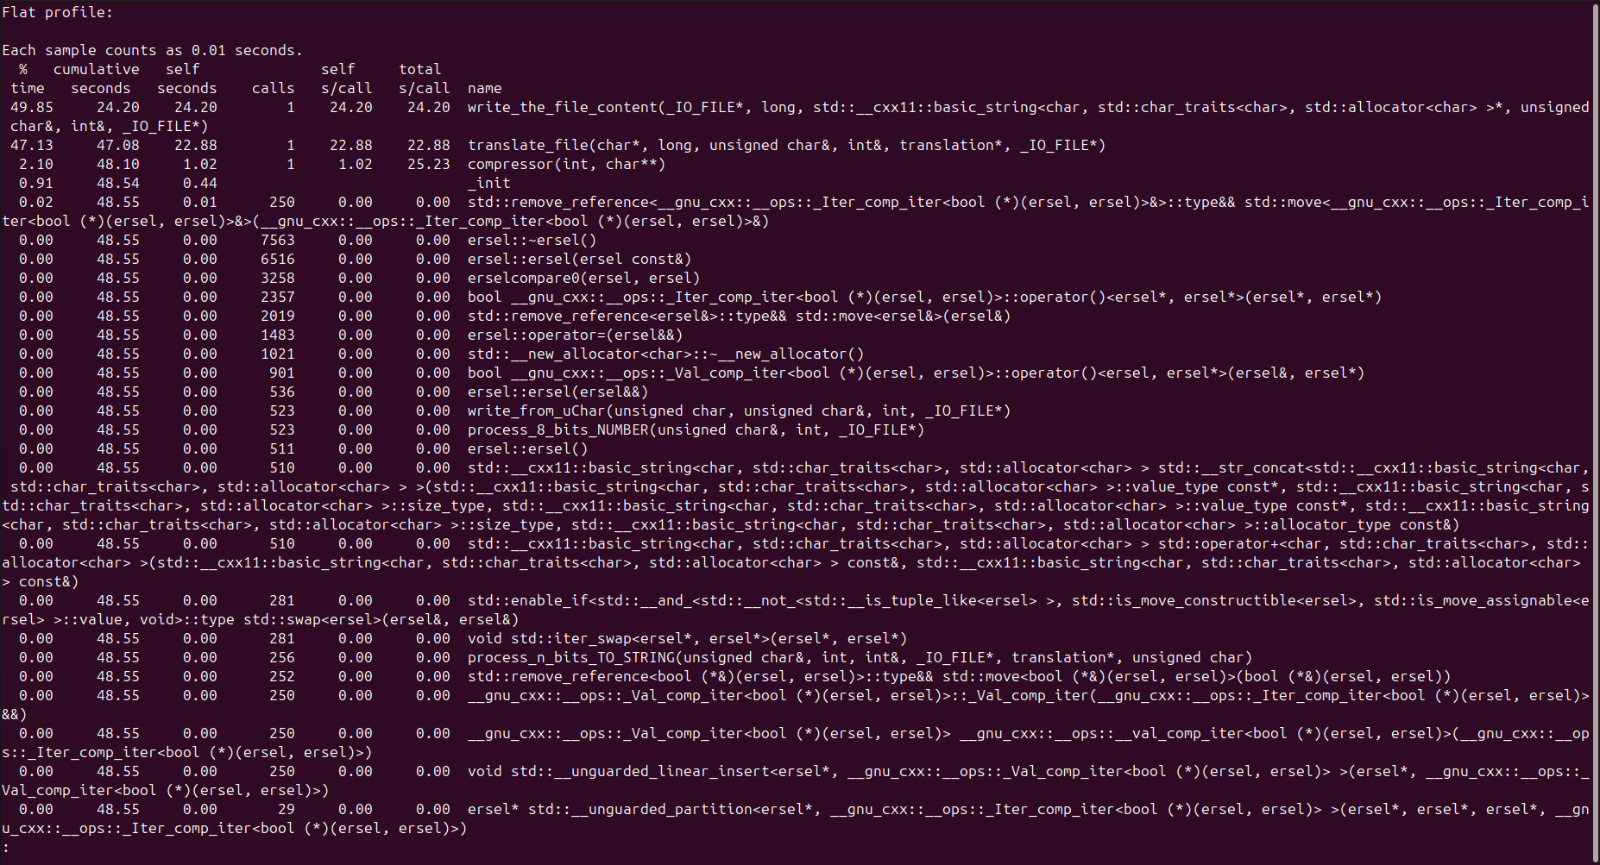 Flat profile:
Each sample counts as 0.01 seconds.
  %   cumulative   self              self     total
 time   seconds   seconds    calls   s/call   s/call  name
 49.85     24.20    24.20        1    24.20    24.20  write_the_file_content(_IO_FILE*, long, std::__cxx11::basic_string<char, std::char_traits<char>, std::allocator<char> >*, unsigned
 char&, int&, _IO_FILE*)
 47.13     47.08    22.88        1    22.88    22.88  translate_file(char*, long, unsigned char&, int&, translation*, _IO_FILE*)
  2.10     48.10     1.02        1     1.02    25.23  compressor(int, char**)
  0.91     48.54     0.44                             _init
  0.02     48.55     0.01      250     0.00     0.00  std::remove_reference<__gnu_cxx::__ops::_Iter_comp_iter<bool (*)(ersel, ersel)>&>::type&& std::move<__gnu_cxx::__ops::_Iter_comp_i
ter<bool (*)(ersel, ersel)>&>(__gnu_cxx::__ops::_Iter_comp_iter<bool (*)(ersel, ersel)>&)
  0.00     48.55     0.00     7563     0.00     0.00  ersel::~ersel()
  0.00     48.55     0.00     6516     0.00     0.00  ersel::ersel(ersel const&)
  0.00     48.55     0.00     3258     0.00     0.00  erselcompare0(ersel, ersel)
  0.00     48.55     0.00     2357     0.00     0.00  bool __gnu_cxx::__ops::_Iter_comp_iter<bool (*)(ersel, ersel)>::operator()<ersel*, ersel*>(ersel*, ersel*)
  0.00     48.55     0.00     2019     0.00     0.00  std::remove_reference<ersel&>::type&& std::move<ersel&>(ersel&)
  0.00     48.55     0.00     1483     0.00     0.00  ersel::operator=(ersel&&)
  0.00     48.55     0.00     1021     0.00     0.00  std::__new_allocator<char>::~__new_allocator()
  0.00     48.55     0.00      901     0.00     0.00  bool __gnu_cxx::__ops::_Val_comp_iter<bool (*)(ersel, ersel)>::operator()<ersel, ersel*>(ersel&, ersel*)
  0.00     48.55     0.00      536     0.00     0.00  ersel::ersel(ersel&&)
  0.00     48.55     0.00      523     0.00     0.00  write_from_uChar(unsigned char, unsigned char&, int, _IO_FILE*)
  0.00     48.55     0.00      523     0.00     0.00  process_8_bits_NUMBER(unsigned char&, int, _IO_FILE*)
  0.00     48.55     0.00      511     0.00     0.00  ersel::ersel()
  0.00     48.55     0.00      510     0.00     0.00  std::__cxx11::basic_string<char, std::char_traits<char>, std::allocator<char> > std::__str_concat<std::__cxx11::basic_string<char,
 std::char_traits<char>, std::allocator<char> > >(std::__cxx11::basic_string<char, std::char_traits<char>, std::allocator<char> >::value_type const*, std::__cxx11::basic_string<char, s
td::char_traits<char>, std::allocator<char> >::size_type, std::__cxx11::basic_string<char, std::char_traits<char>, std::allocator<char> >::value_type const*, std::__cxx11::basic_string
<char, std::char_traits<char>, std::allocator<char> >::size_type, std::__cxx11::basic_string<char, std::char_traits<char>, std::allocator<char> >::allocator_type const&)
  0.00     48.55     0.00      510     0.00     0.00  std::__cxx11::basic_string<char, std::char_traits<char>, std::allocator<char> > std::operator+<char, std::char_traits<char>, std::
allocator<char> >(std::__cxx11::basic_string<char, std::char_traits<char>, std::allocator<char> > const&, std::__cxx11::basic_string<char, std::char_traits<char>, std::allocator<char>
> const&)
  0.00     48.55     0.00      281     0.00     0.00  std::enable_if<std::__and_<std::__not_<std::__is_tuple_like<ersel> >, std::is_move_constructible<ersel>, std::is_move_assignable<e
rsel> >::value, void>::type std::swap<ersel>(ersel&, ersel&)
  0.00     48.55     0.00      281     0.00     0.00  void std::iter_swap<ersel*, ersel*>(ersel*, ersel*)
  0.00     48.55     0.00      256     0.00     0.00  process_n_bits_TO_STRING(unsigned char&, int, int&, _IO_FILE*, translation*, unsigned char)
  0.00     48.55     0.00      252     0.00     0.00  std::remove_reference<bool (*&)(ersel, ersel)>::type&& std::move<bool (*&)(ersel, ersel)>(bool (*&)(ersel, ersel))
  0.00     48.55     0.00      250     0.00     0.00  __gnu_cxx::__ops::_Val_comp_iter<bool (*)(ersel, ersel)>::_Val_comp_iter(__gnu_cxx::__ops::_Iter_comp_iter<bool (*)(ersel, ersel)>
&&)
  0.00     48.55     0.00      250     0.00     0.00  __gnu_cxx::__ops::_Val_comp_iter<bool (*)(ersel, ersel)> __gnu_cxx::__ops::__val_comp_iter<bool (*)(ersel, ersel)>(__gnu_cxx::__op
s::_Iter_comp_iter<bool (*)(ersel, ersel)>)
  0.00     48.55     0.00      250     0.00     0.00  void std::__unguarded_linear_insert<ersel*, __gnu_cxx::__ops::_Val_comp_iter<bool (*)(ersel, ersel)> >(ersel*, __gnu_cxx::__ops::_
Val_comp_iter<bool (*)(ersel, ersel)>)
  0.00     48.55     0.00       29     0.00     0.00  ersel* std::__unguarded_partition<ersel*, __gnu_cxx::__ops::_Iter_comp_iter<bool (*)(ersel, ersel)> >(ersel*, ersel*, ersel*, __gn
u_cxx::__ops::_Iter_comp_iter<bool (*)(ersel, ersel)>)
: